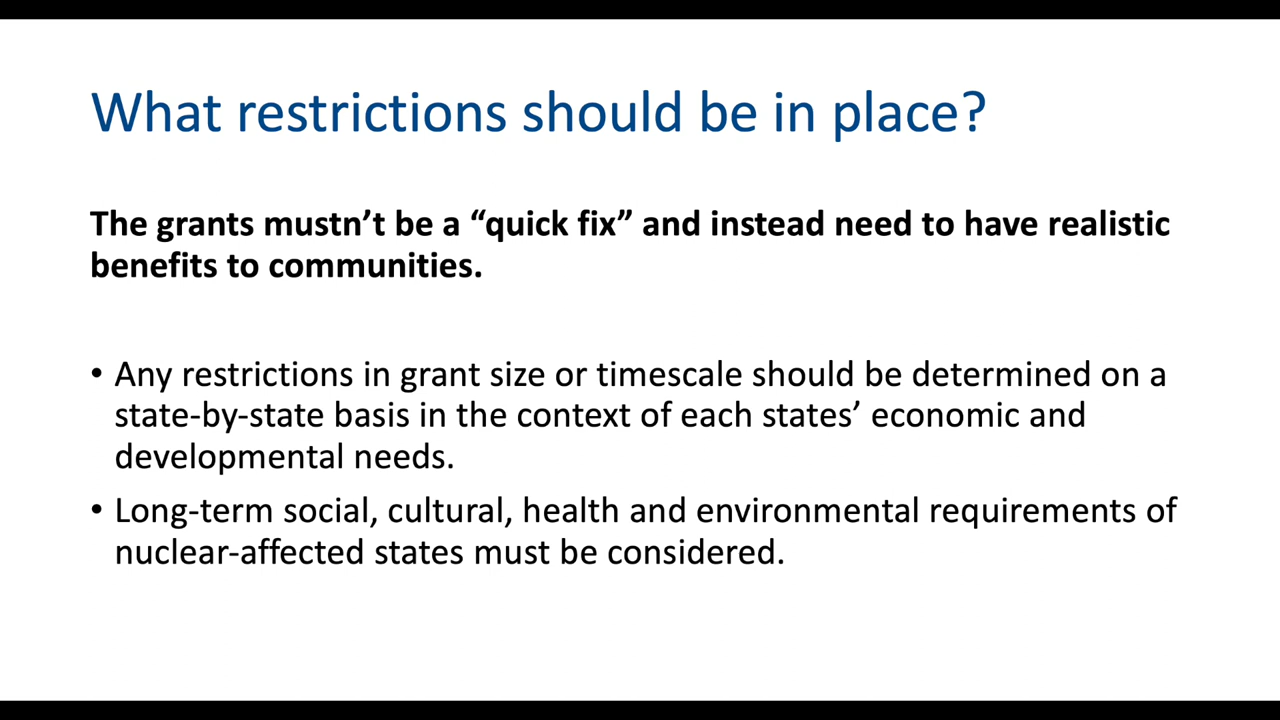 What restrictions should be in place?
The grants mustn’t be a “quick fix” and instead need to have realistic
benefits to communities.
• Any restrictions in grant size or timescale should be determined on a
state-by-state basis in the context of each states’ economic and
developmental needs.
• Long-term social, cultural, health and environmental requirements of
nuclear-affected states must be considered.